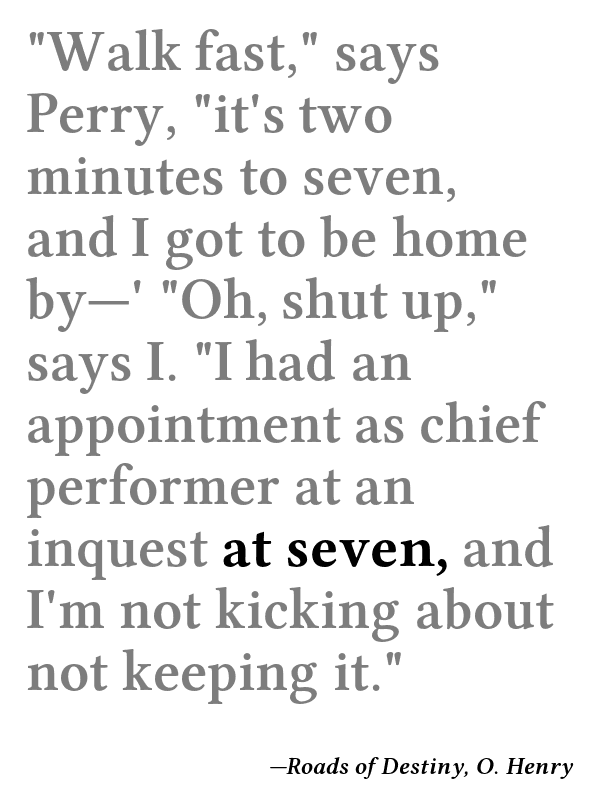 "Walk fast," says
Perry, "it's two
minutes to seven,
and I got to be home
by—' "Oh, shut up,"
says I. "I had an
appointment as chief
performer at an
inquest at seven, and
I'm not kicking about
not keeping it."
—Roads of Destiny, O. Henry